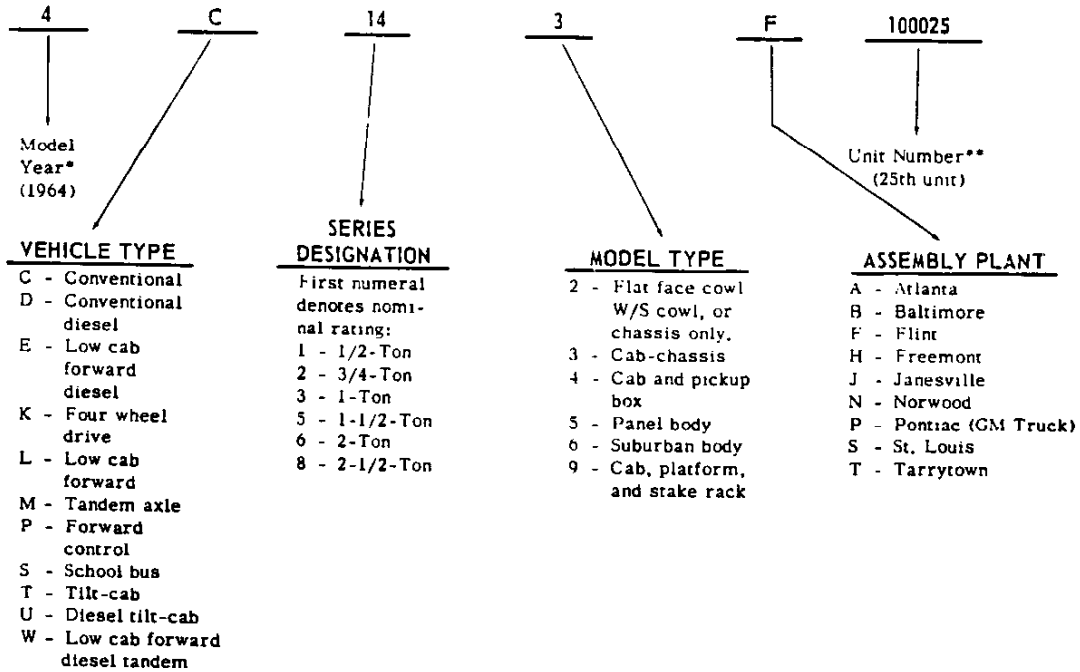 4 C 14 3 F 100025
Model
Year*
(1964)
Unit Number**
(25th unit)
VEHICLE TYPE
C - Conventional
D - Conventional
diesel
E - Low cab
forward
diesel
K - Four wheel
drive
L - Low cab
forward
M - Tandem axle
P - Forward
control
S - School bus
T - Tilt-cab
U - Diesel tilt-cab
W - Low cab forward
diesel tandem
SERIES
DESIGNATION
First numeral
denotes nomi-
nal rating:
1 - 1/2-Ton
2 - 3/4-Ton
3 - 1-Ton
5 - 1-1/2-Ton
6 - 2-Ton
8 - 2-1/2-Ton
MODEL TYPE
2 - Flat face cowl
W/S cowl, or
chassis only.
3 - Cab-chassis
4 - Cab and pickup
box
5 - Panel body
6 - Suburban body
9 - Cab, platform,
and stake rack
ASSEMBLY PLANT
A - Atlanta
B - Baltimore
F - Flint
H - Freemont
J - Janesville
N - Norwood
P - Pontiac (GM Truck)
S - St. Louis
T - Tarrytown